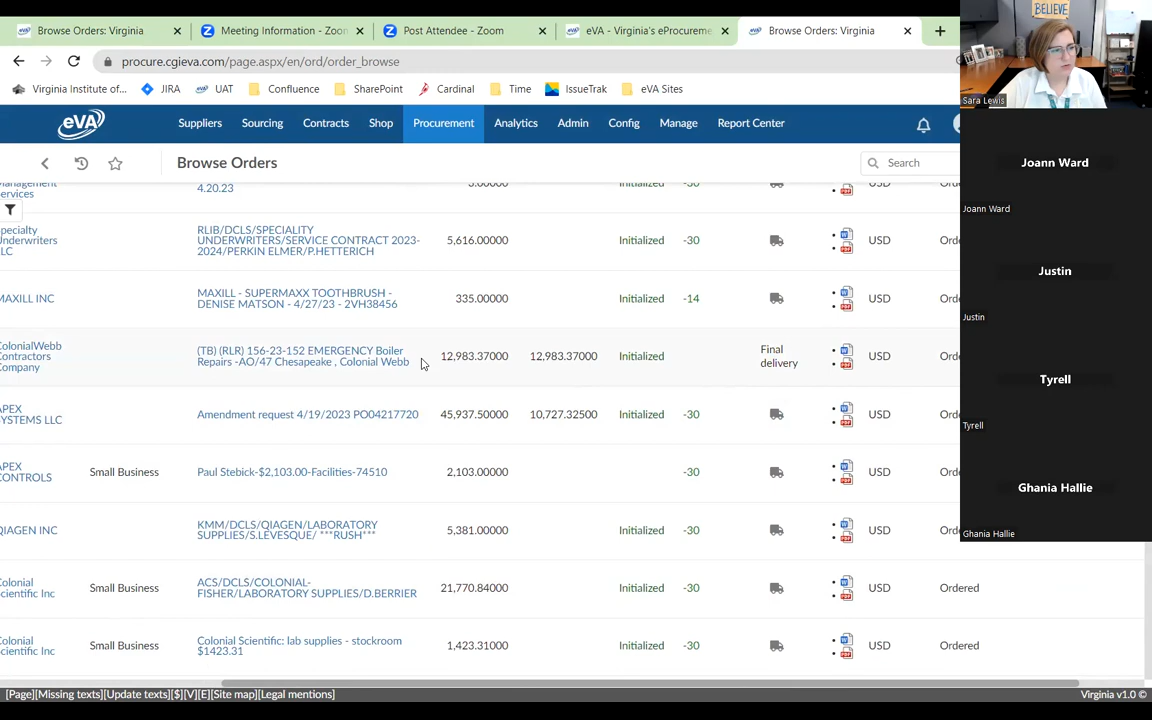 Browse Orders: Virginia
Meeting Information - Zoon
Post Attendee - Zoom
eVA - Virginia's eProcureme
Browse Orders: Virginia
procure.cgieva.com/page.aspx/en/ord/order_browse
Virginia Institute of...
JIRA
UAT
Confluence
SharePoint
Cardinal
Time
IssueTrak
eVA Sites
BELIEVE
Sara Lewis
eVA
Suppliers
Sourcing
Contracts
Shop
Procurement
Analytics
Admin
Config
Manage
Report Center
Browse Orders
Search
Services
4.20.23
USD
Specialty
Underwriters
LLC
RLIB/DCLS/SPECIALITY
UNDERWRITERS/SERVICE CONTRACT 2023-
2024/PERKIN ELMER/P.HETTERICH
5,616.00000
Initialized
-30
USD
Orde
MAXILL INC
MAXILL - SUPERMAXX TOOTHBRUSH -
DENISE MATSON - 4/27/23 - 2VH38456
335.00000
Initialized
-14
USD
Orde
ColonialWebb
Contractors
Company
(TB) (RLR) 156-23-152 EMERGENCY Boiler
Repairs -AO/47 Chesapeake , Colonial Webb
12,983.37000
12,983.37000
Initialized
Final
delivery
USD
Orde
APEX
SYSTEMS LLC
Amendment request 4/19/2023 PO04217720
45,937.50000
10,727.32500
Initialized
-30
USD
Orde
APEX
CONTROLS
Small Business
Paul Stebick-$2,103.00-Facilities-74510
2,103.00000
-30
USD
Orde
QIAGEN INC
KMM/DCLS/QIAGEN/LABORATORY
SUPPLIES/S.LEVESQUE/ ***RUSH***
5,381.00000
Initialized
-30
USD
Orde
Colonial
Scientific Inc
Small Business
ACS/DCLS/COLONIAL-
FISHER/LABORATORY SUPPLIES/D.BERRIER
21,770.84000
Initialized
-30
USD
Ordered
Colonial
Scientific Inc
Small Business
Colonial Scientific: lab supplies - stockroom
$1423.31
1,423.31000
Initialized
-30
USD
Ordered
Joann Ward
Joann Ward
Justin
Justin
Tyrell
Tyrell
Ghania Hallie
Ghania Hallie
[Page][Missing texts][Update texts][$][V][E][Site map][Legal mentions]
Virginia v1.0 ©